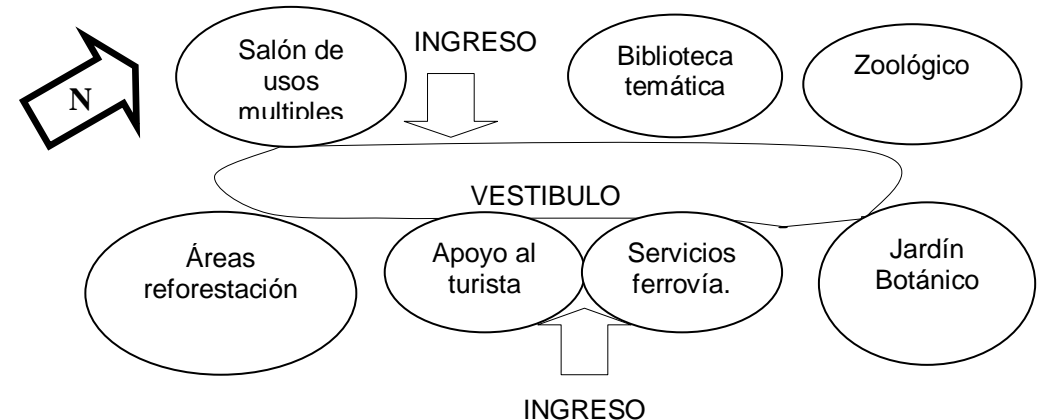 N
Salón de
usos
multiples
INGRESO
Biblioteca
temática
Zoológico
VESTIBULO
Áreas
reforestación
Apoyo al
turista
Servicios
ferrovía.
Jardín
Botánico
INGRESO